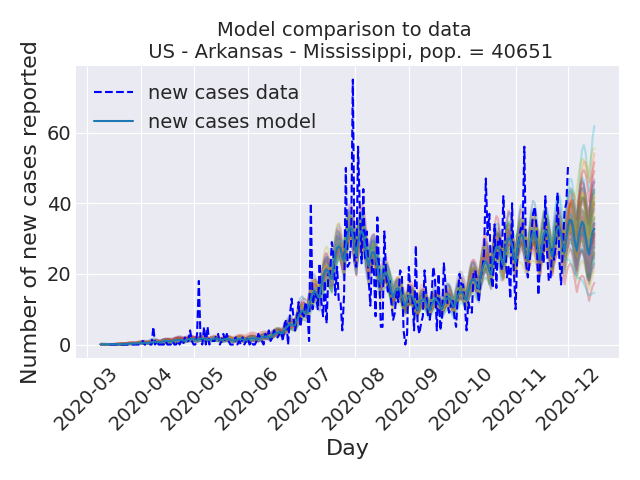 Model comparison to data
US - Arkansas - Mississippi, pop. = 40651
new cases data
new cases model
Number of new cases reported
60
40
20
0
2020-03
2020-04
2020-05
2020-06
2020-07
2020-08
2020-09
2020-10
2020-11
2020-12
Day